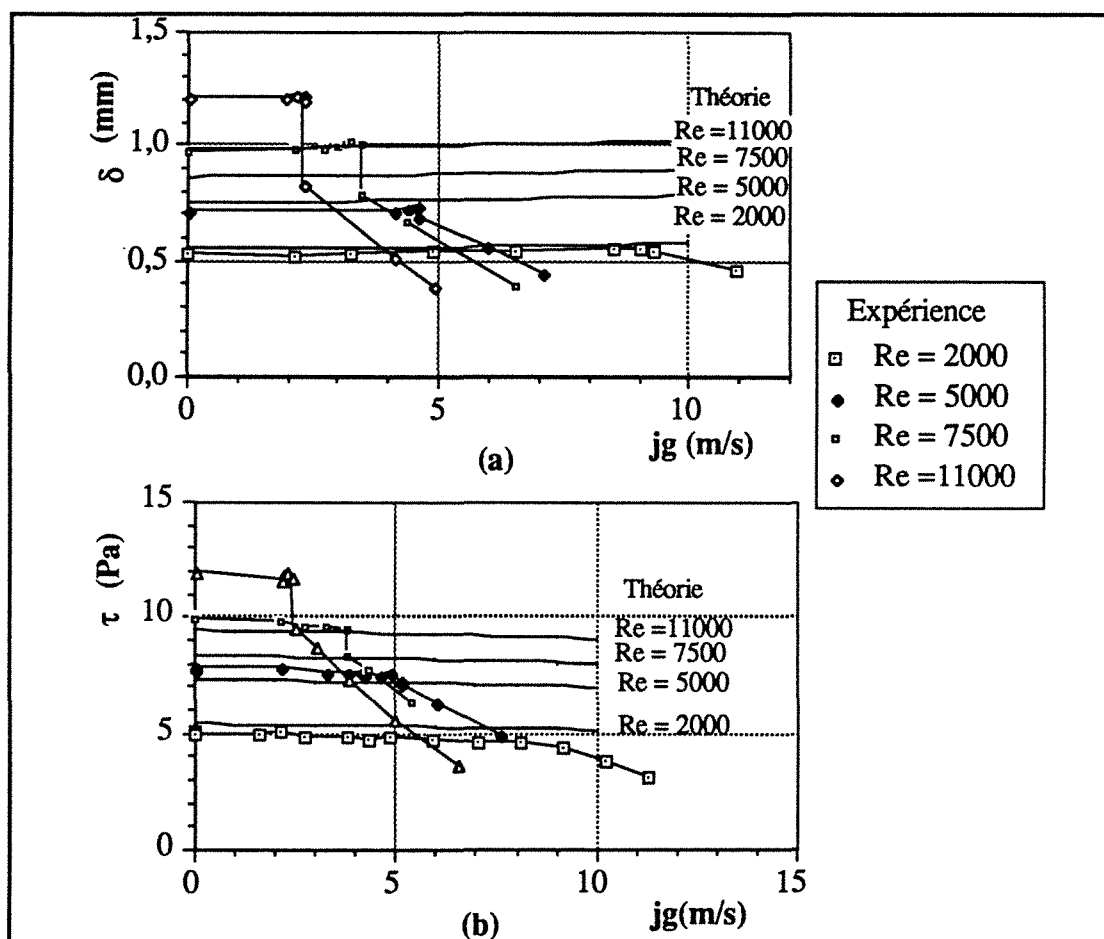 1,5
1,0
0,5
0,0
δ (mm)
Théorie
Re =11000
Re = 7500
Re = 5000
Re = 2000
0
5
10
(a)
jg (m/s)
Expérience
Re = 2000
Re = 5000
Re = 7500
Re =11000
15
10
5
0
τ (Pa)
Théorie
Re =11000
Re = 7500
Re = 5000
Re = 2000
0
5
10
15
(b)
jg(m/s)